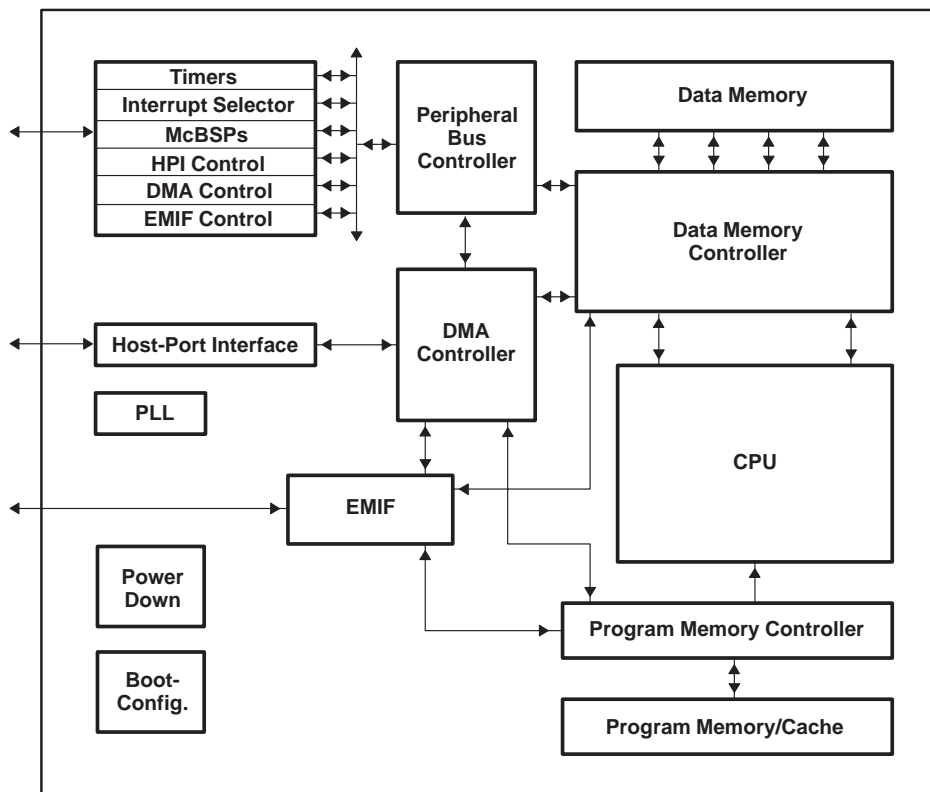 Timers
Interrupt Selector
McBSPs
HPI Control
DMA Control
EMIF Control
Peripheral
Bus
Controller
Data Memory
Data Memory
Controller
Host-Port Interface
DMA
Controller
PLL
CPU
EMIF
Power
Down
Program Memory Controller
Boot-
Config.
Program Memory/Cache